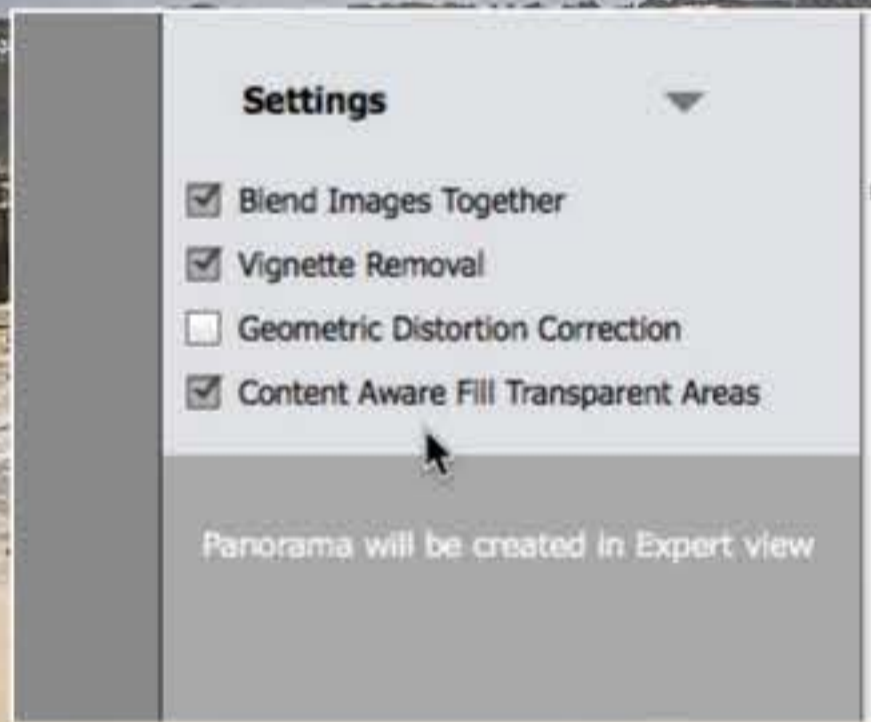 Settings
Blend Images Together
Vignette Removal
Geometric Distortion Correction
Content Aware Fill Transparent Areas
Panorama will be created in Expert view